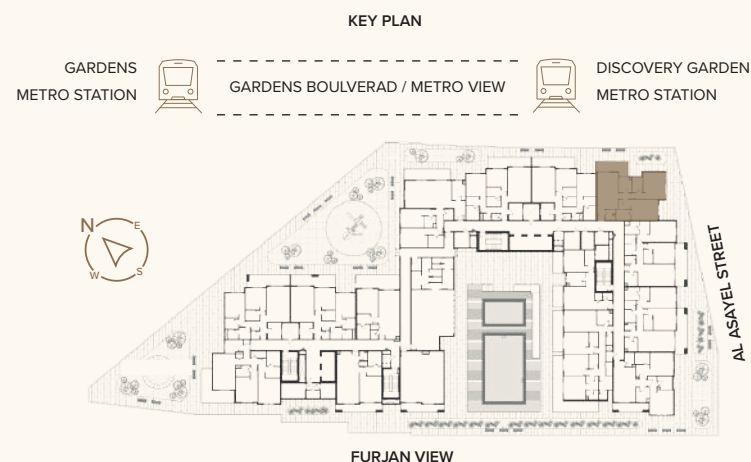 KEY PLAN
GARDENS
METRO STATION
GARDENS BOULVERAD / METRO VIEW
DISCOVERY GARDEN
METRO STATION
N
E
W
S
AL ASAYEL STREET
FURJAN VIEW